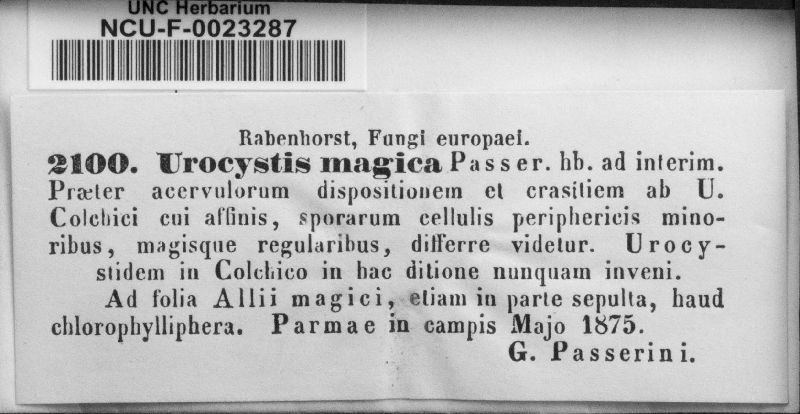 UNC Herbarium
NCU-F-0023287
Rabenhorst, Fungi europaei.
2100. Urocystis magica Passer. hb. ad interim.
Præter acervulorum dispositionem et crasitiem ab U.
Colchici cui affinis, sporarum cellulis periphericis mino-
ribus, magisque regularibus, differre videtur. Urocy-
stidem in Colchico in hac ditione nunquam inveni.
Ad folia Allii magici, etiam in parte sepulta, haud
chlorophylliphera. Parmae in campis Majo 1875.
G. Passerini.